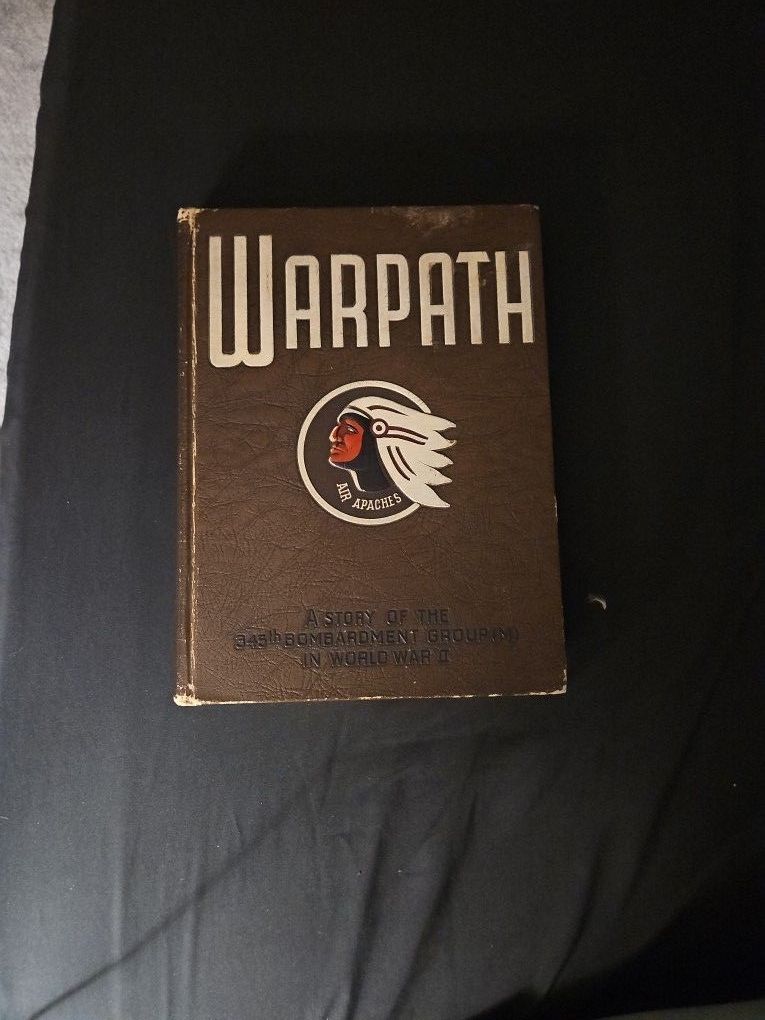 WARPATH
AIR APACHES
A STORY OF THE
345th BOMBARDMENT GROUP (M)
IN WORLD WAR II